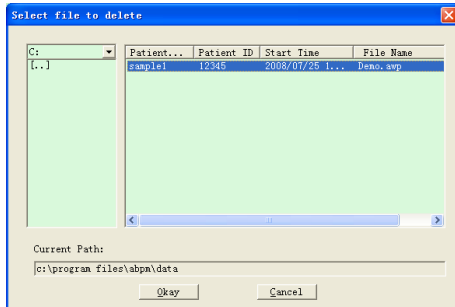 Select file to delete
C:
[..]
Patient... Patient ID Start Time File Name
sample1 12345 2008/07/25 1... Demo.awp
Current Path:
c:\program files\abpm\data
Okay Cancel